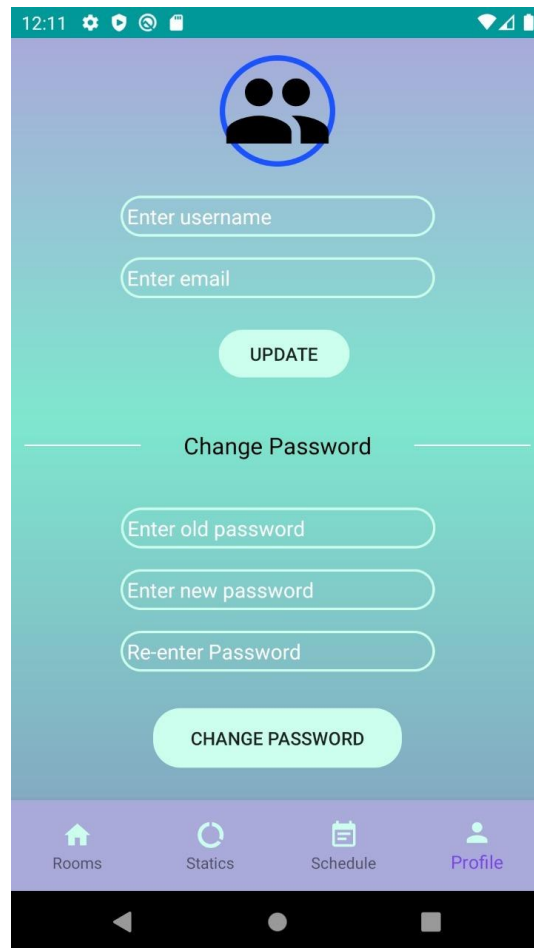 12:11
Enter username
Enter email
UPDATE
Change Password
Enter old password
Enter new password
Re-enter Password
CHANGE PASSWORD
Rooms Statics Schedule Profile